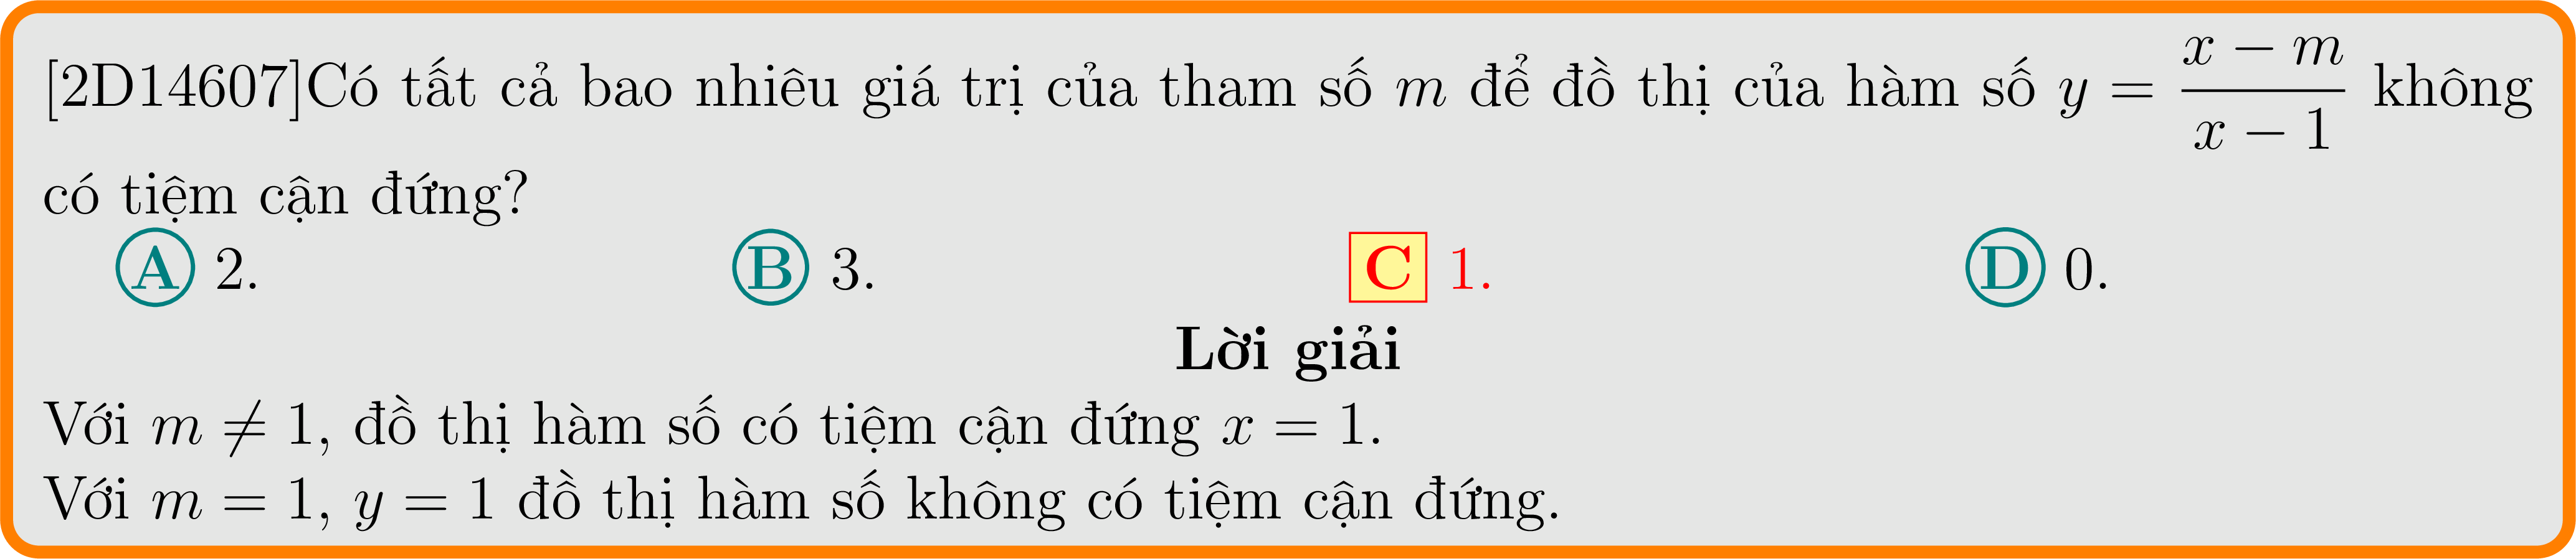 [2D14607]Có tất cả bao nhiêu giá trị của tham số $m$ để đồ thị của hàm số $y = \dfrac{x - m}{x - 1}$ không
có tiệm cận đứng?
A 2. B 3. C 1. D 0.
Lời giải
Với $m \neq 1$, đồ thị hàm số có tiệm cận đứng $x = 1$.
Với $m = 1$, $y = 1$ đồ thị hàm số không có tiệm cận đứng.